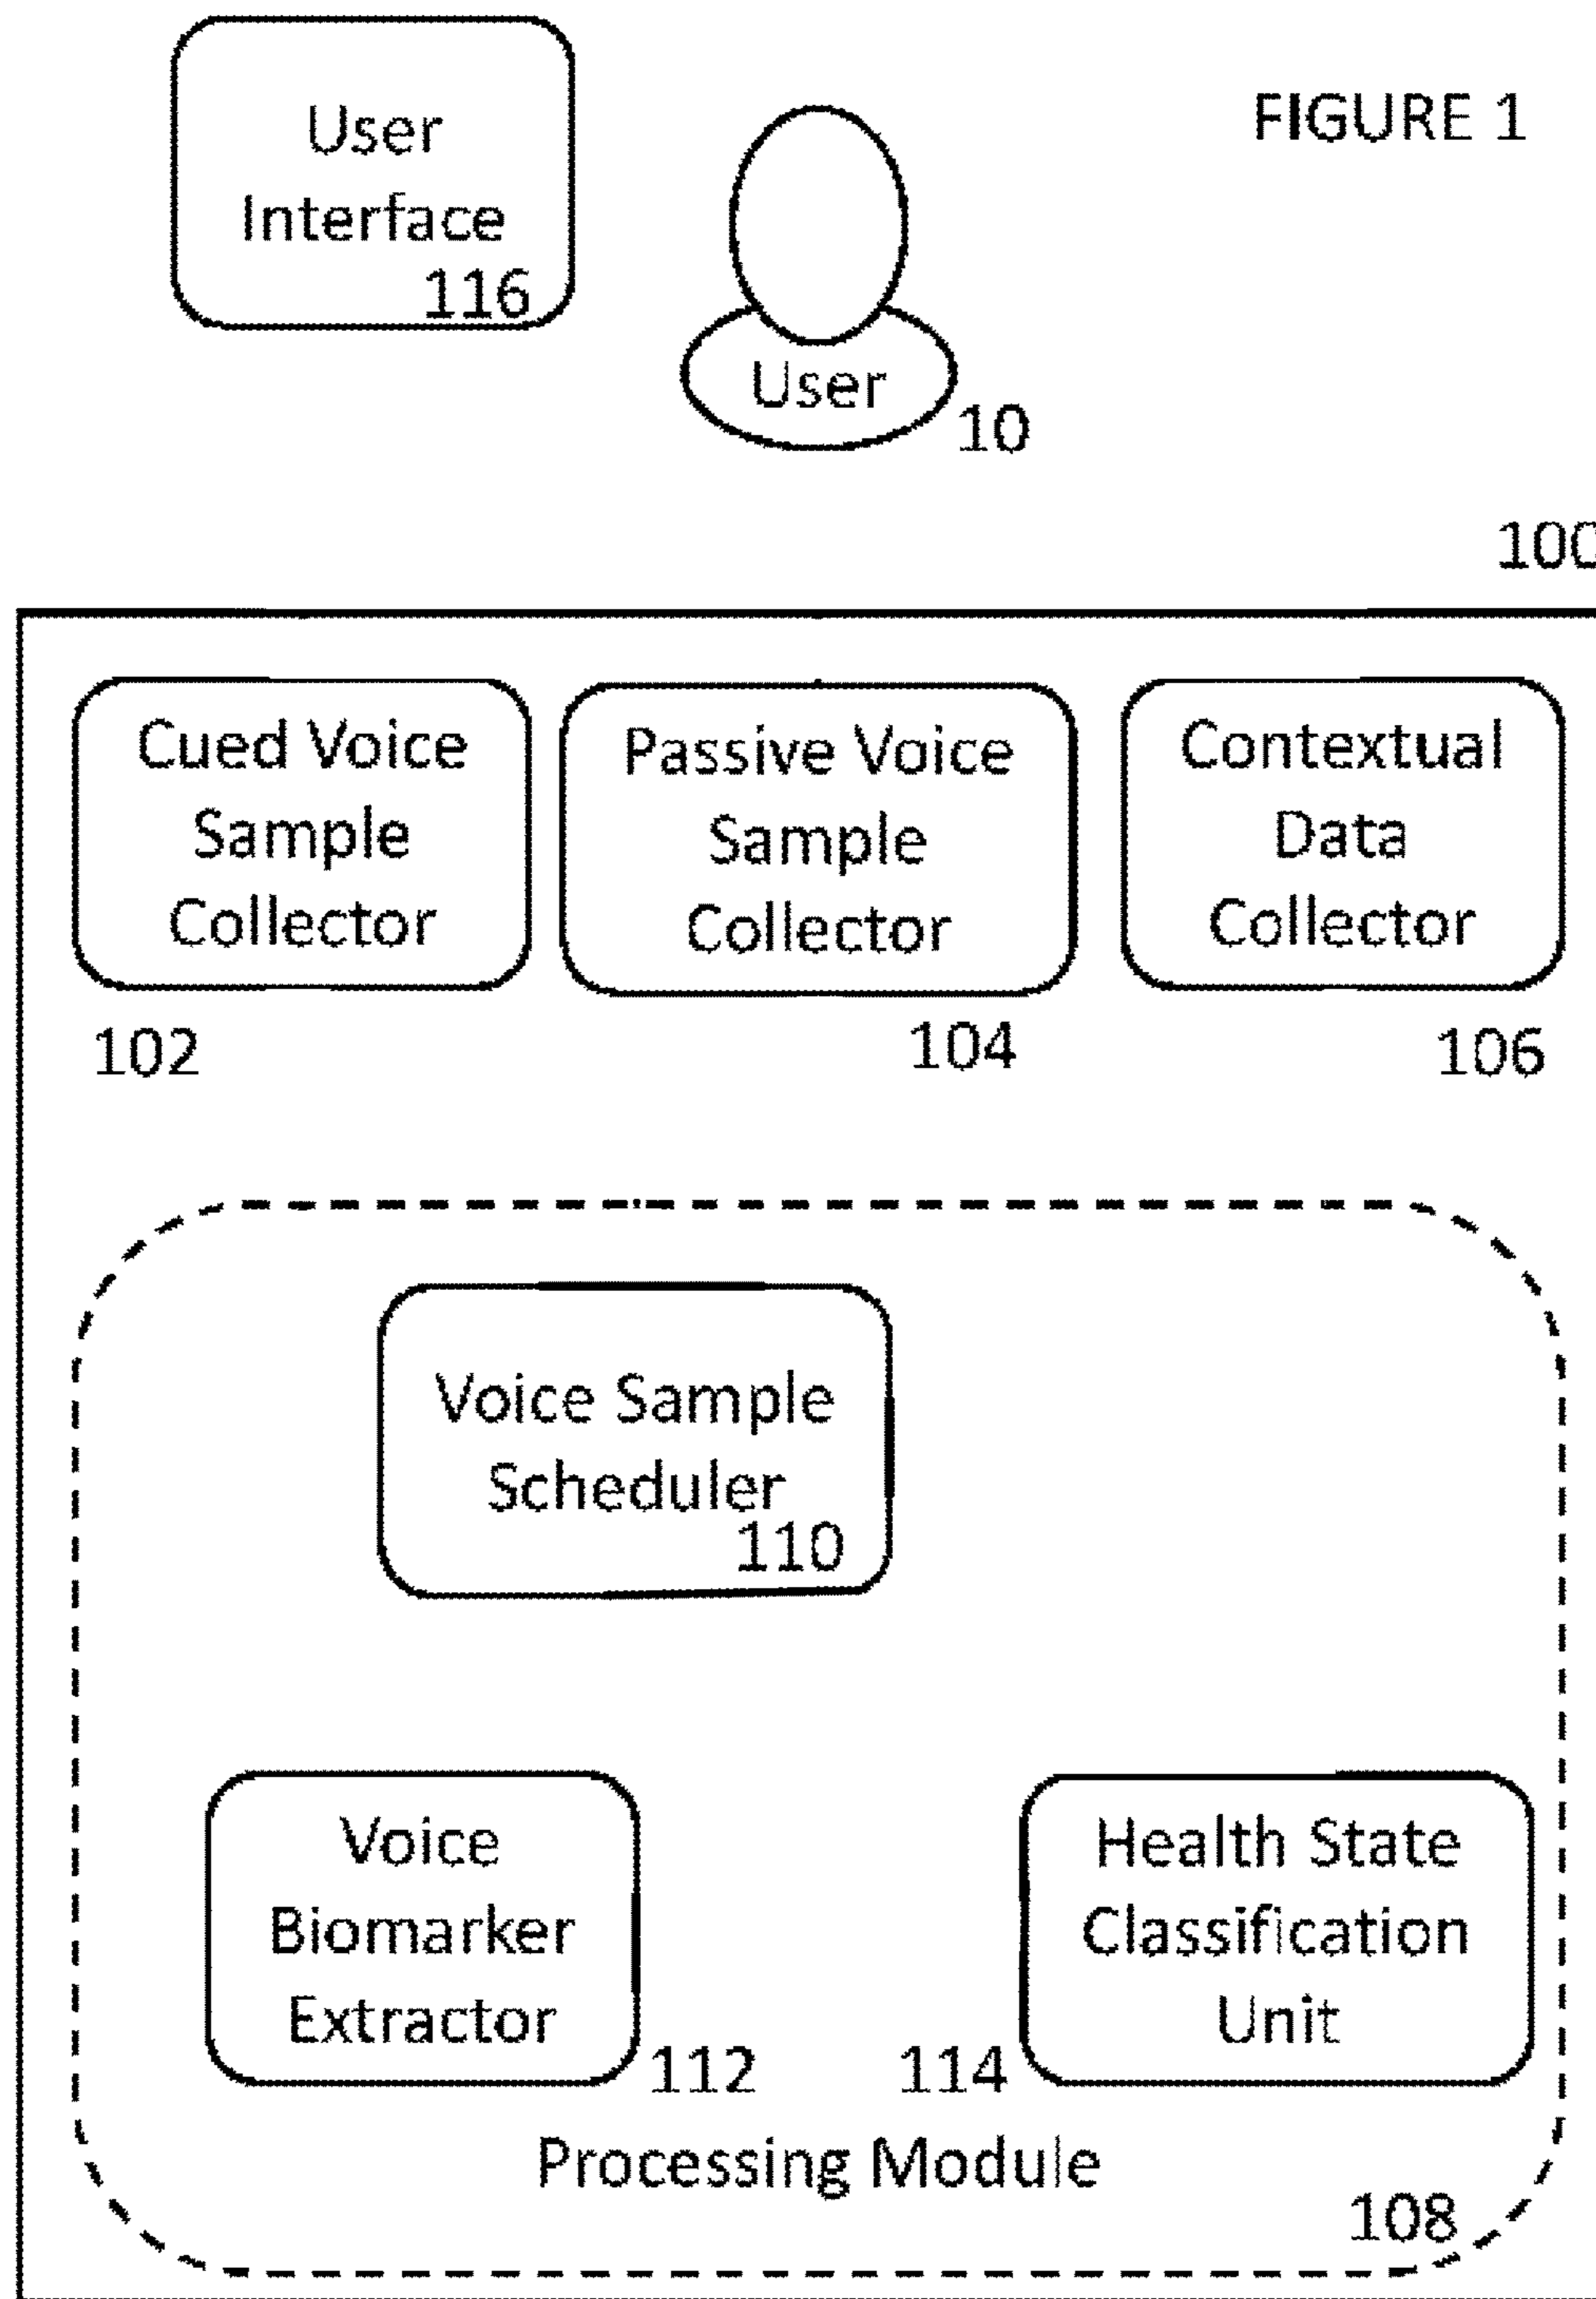 FIGURE 1
User
Interface
116
User
10
100
Cued Voice
Sample
Collector
102
Passive Voice
Sample
Collector
104
Contextual
Data
Collector
106
Voice Sample
Scheduler
110
Voice
Biomarker
Extractor
112
Health State
Classification
Unit
114
Processing Module
108